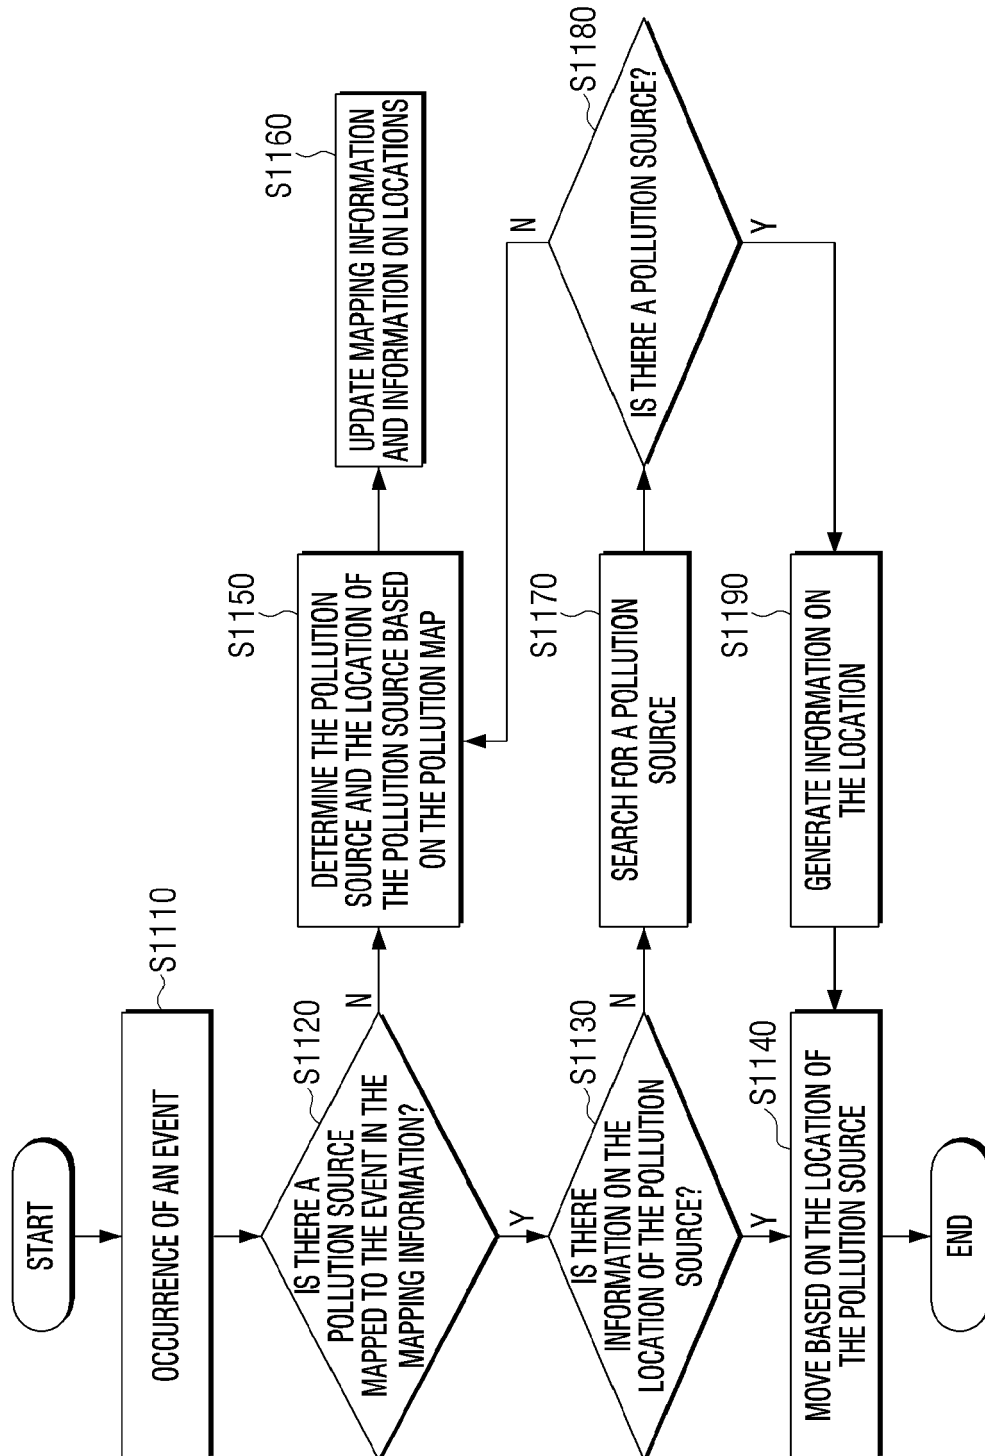 START
OCCURRENCE OF AN EVENT
S1110
IS THERE A
POLLUTION SOURCE
MAPPED TO THE EVENT IN THE
MAPPING INFORMATION?
S1120
N
Y
IS THERE
INFORMATION ON THE
LOCATION OF THE POLLUTION
SOURCE?
S1130
N
Y
MOVE BASED ON THE LOCATION OF
THE POLLUTION SOURCE
S1140
END
DETERMINE THE POLLUTION
SOURCE AND THE LOCATION OF
THE POLLUTION SOURCE BASED
ON THE POLLUTION MAP
S1150
UPDATE MAPPING INFORMATION
AND INFORMATION ON LOCATIONS
S1160
SEARCH FOR A POLLUTION
SOURCE
S1170
IS THERE A POLLUTION SOURCE?
S1180
N
Y
GENERATE INFORMATION ON
THE LOCATION
S1190